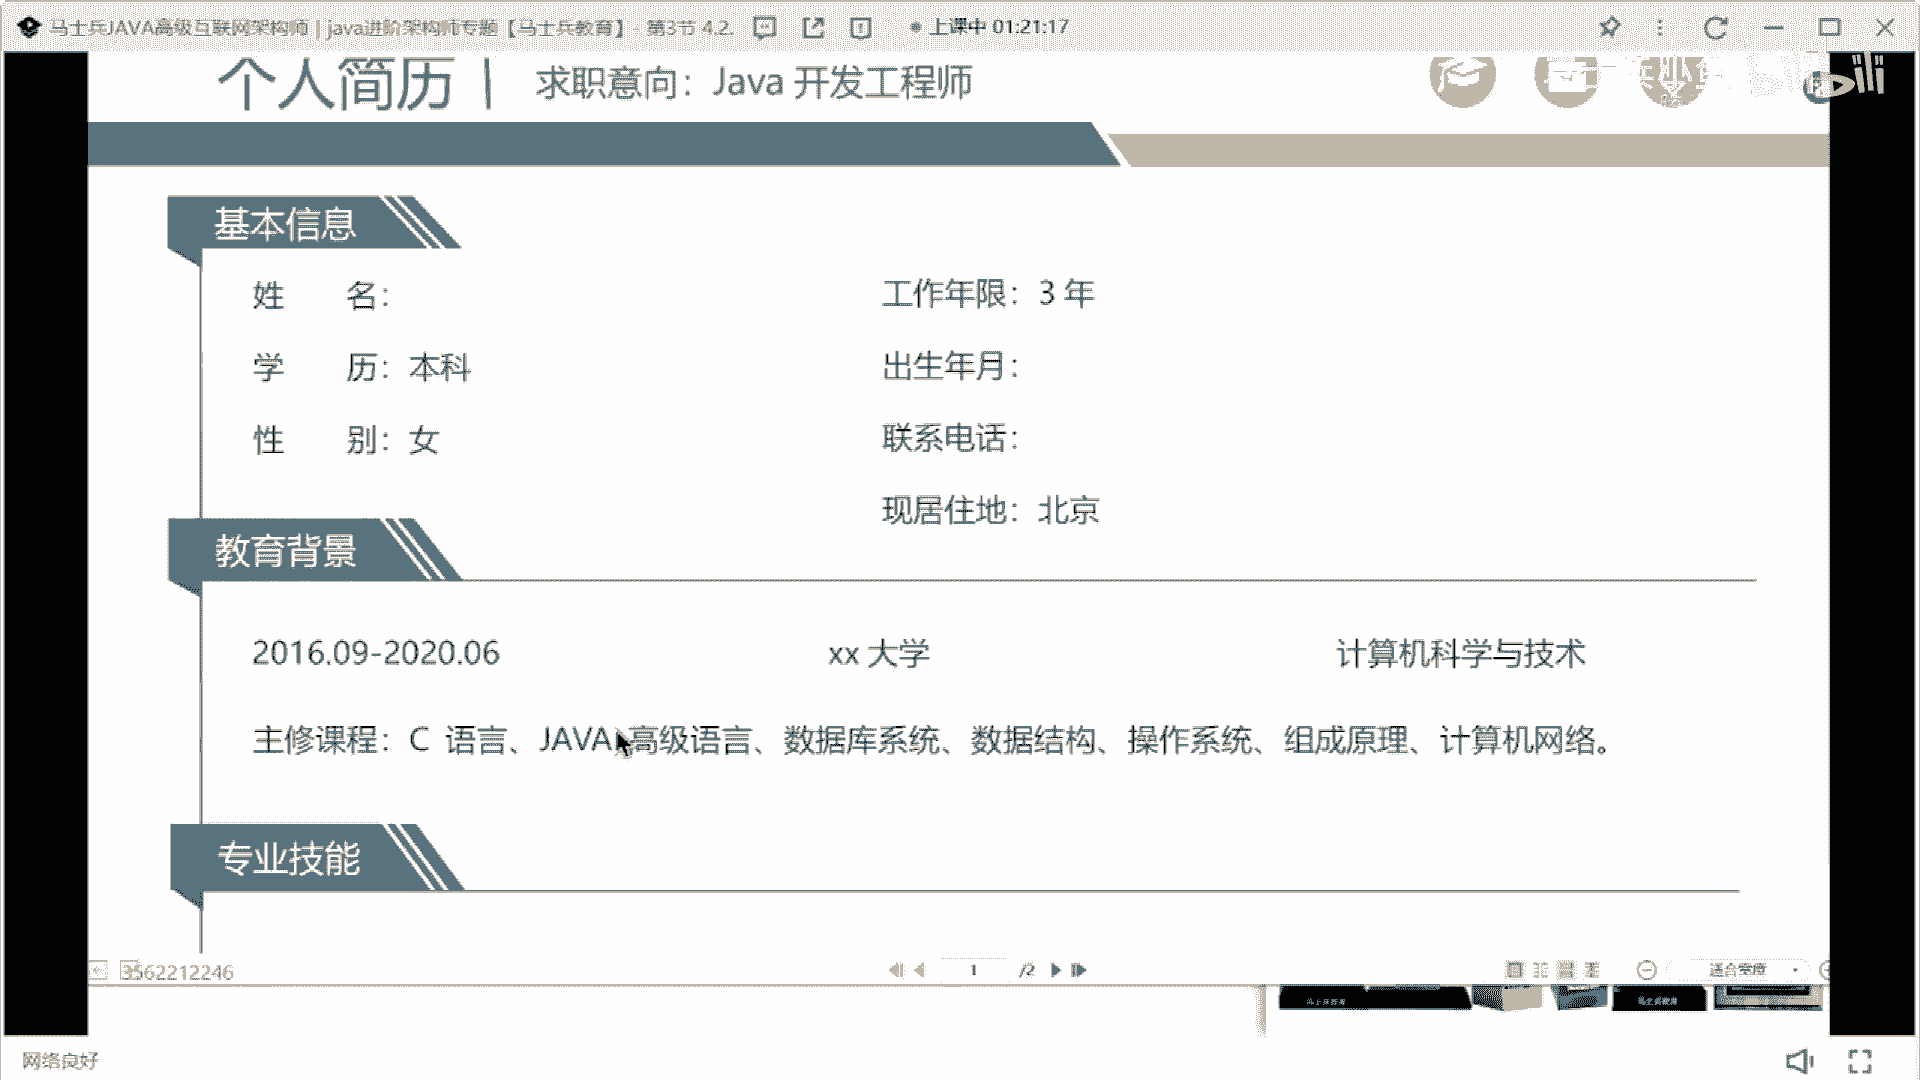 马士兵JAVA高级互联网架构师 | java进阶架构师专题【马士兵教育】 - 第3节 4.2. 上课中 01:21:17
个人简历 | 求职意向：Java 开发工程师
基本信息
姓 名： 工作年限：3 年
学 历：本科 出生年月：
性 别：女 联系电话：
现居住地：北京
教育背景
2016.09-2020.06 xx 大学 计算机科学与技术
主修课程：C 语言、JAVA 高级语言、数据库系统、数据结构、操作系统、组成原理、计算机网络。
专业技能
3562212246 1 /2 适合宽度
网络良好